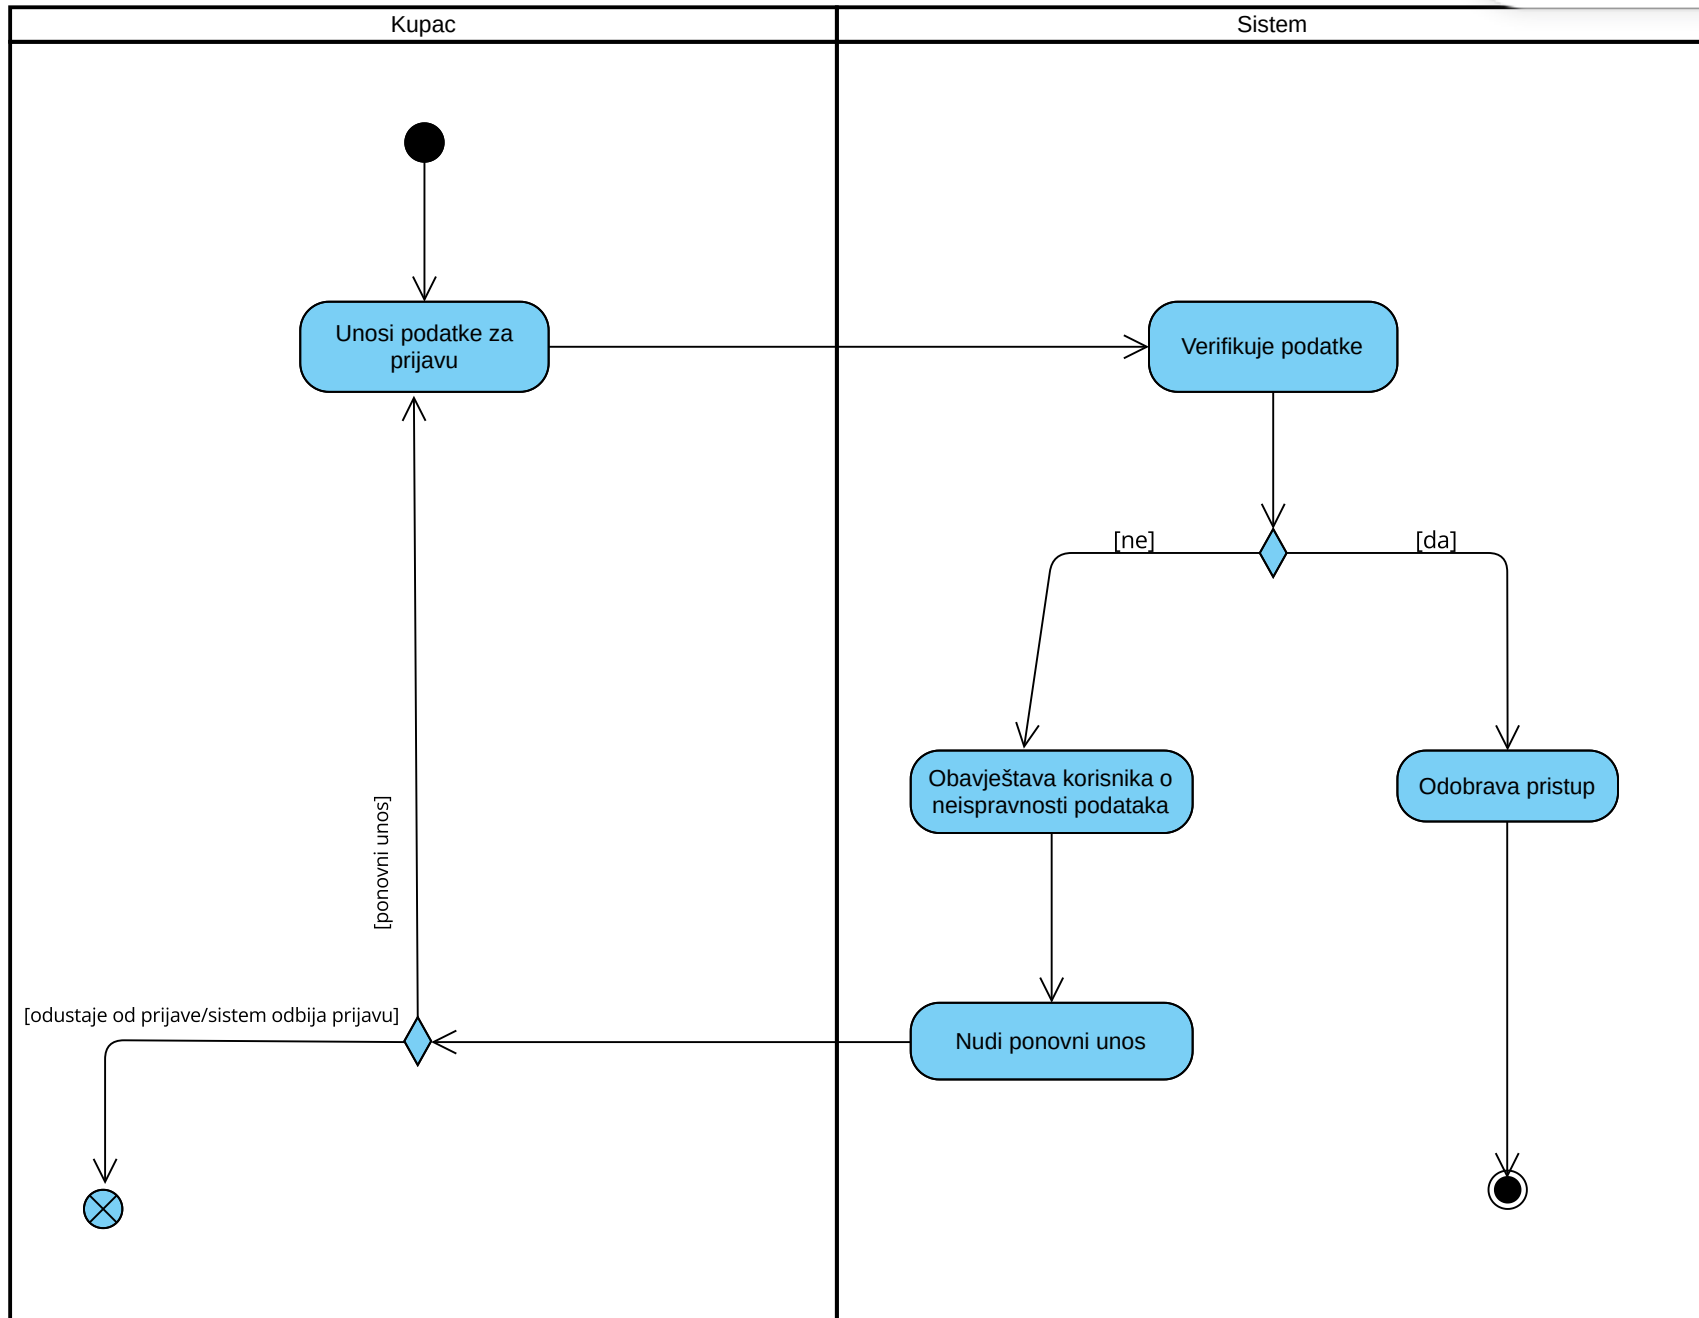 Kupac
Sistem
Unosi podatke za
prijavu
Verifikuje podatke
[ne]
[da]
Obavještava korisnika o
neispravnosti podataka
Odobrava pristup
[ponovni unos]
[odustaje od prijave/sistem odbija prijavu]
Nudi ponovni unos